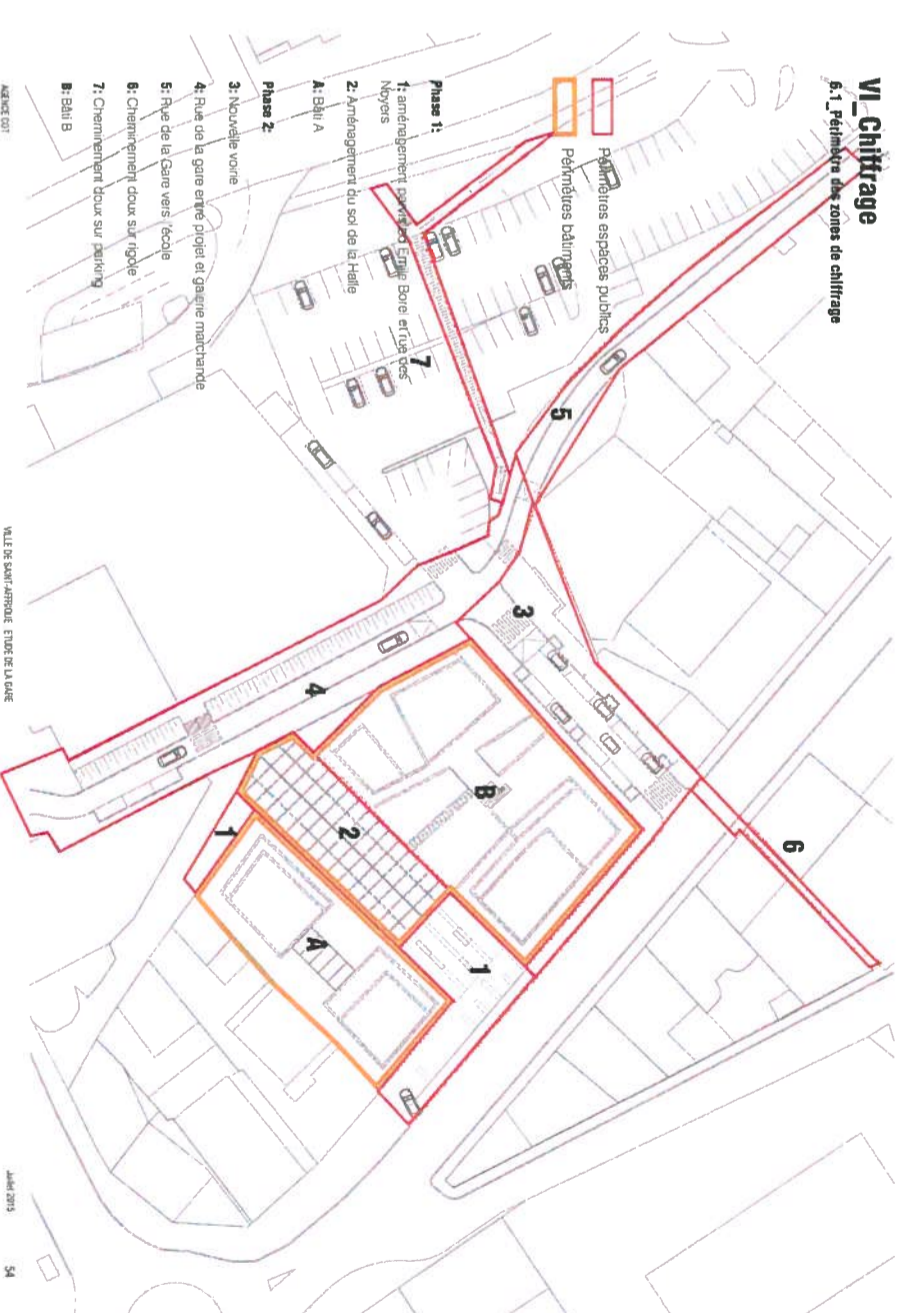 VI_Chiffrage
6.1_Périmètre des zones de chiffrage
Périmètres espaces publics
Périmètres bâtiments
Phase 1:
1: aménagement parvis bd Emile Borel et rue des
Noyers
2: Aménagement du sol de la Halle
A: Bâti A
Phase 2:
3: Nouvelle voirie
4: Rue de la gare entre projet et galerie marchande
5: Rue de la Gare vers l'école
6: Cheminement doux sur rigole
7: Cheminement doux sur parking
B: Bâti B
5
7
3
4
6
B
2
1
A
1
AGENCE CQT
VILLE DE SAINT-AFFRIQUE ETUDE DE LA GARE
Juillet 2015
54